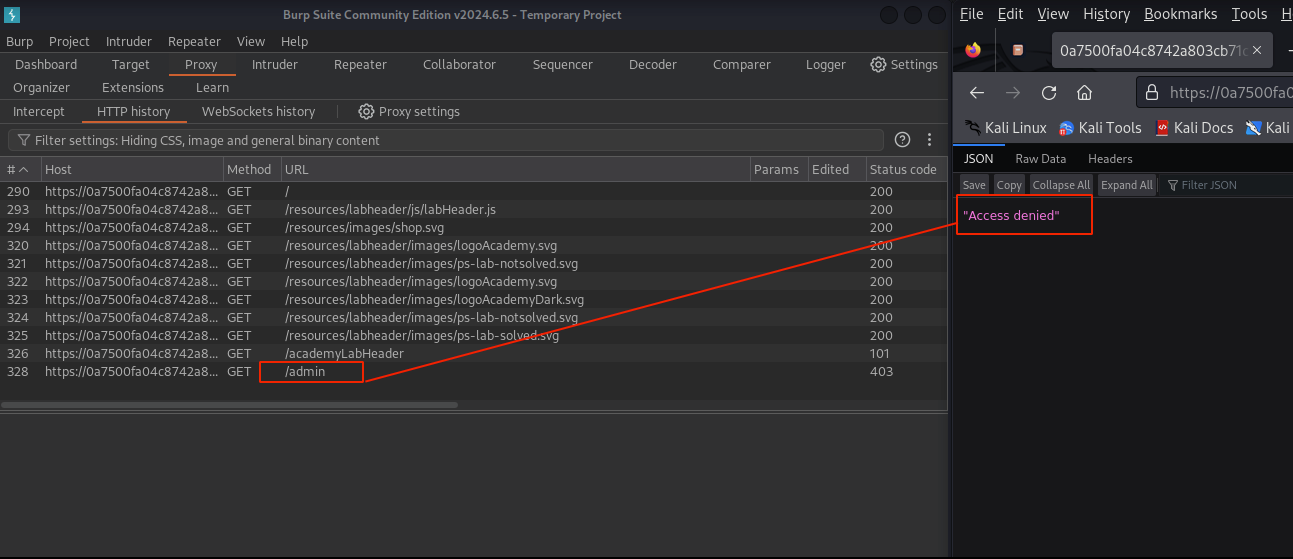 Burp Suite Community Edition v2024.6.5 - Temporary Project
Burp Project Intruder Repeater View Help
Dashboard Target Proxy Intruder Repeater Collaborator Sequencer Decoder Comparer Logger Settings
Organizer Extensions Learn
Intercept HTTP history WebSockets history Proxy settings
Filter settings: Hiding CSS, image and general binary content
# Host Method URL Params Edited Status code
290 https://0a7500fa04c8742a8... GET / 200
293 https://0a7500fa04c8742a8... GET /resources/labheader/js/labHeader.js 200
294 https://0a7500fa04c8742a8... GET /resources/images/shop.svg 200
320 https://0a7500fa04c8742a8... GET /resources/labheader/images/logoAcademy.svg 200
321 https://0a7500fa04c8742a8... GET /resources/labheader/images/ps-lab-notsolved.svg 200
322 https://0a7500fa04c8742a8... GET /resources/labheader/images/logoAcademy.svg 200
323 https://0a7500fa04c8742a8... GET /resources/labheader/images/logoAcademyDark.svg 200
324 https://0a7500fa04c8742a8... GET /resources/labheader/images/ps-lab-notsolved.svg 200
325 https://0a7500fa04c8742a8... GET /resources/labheader/images/ps-lab-solved.svg 200
326 https://0a7500fa04c8742a8... GET /academyLabHeader 101
328 https://0a7500fa04c8742a8... GET /admin 403
File Edit View History Bookmarks Tools
0a7500fa04c8742a803cb71
https://0a7500fa0
Kali Linux Kali Tools Kali Docs Kali
JSON Raw Data Headers
Save Copy Collapse All Expand All Filter JSON
"Access denied"